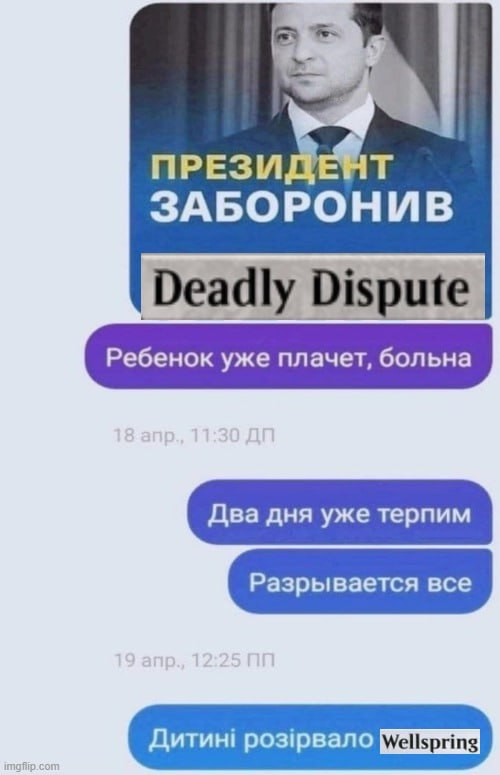 ПРЕЗИДЕНТ
ЗАБОРОНИВ
Deadly Dispute
Ребенок уже плачет, больна
18 апр., 11:30 ДП
Два дня уже терпим
Разрывается все
19 апр., 12:25 ПП
Дитині розірвало Wellspring
imgflip.com